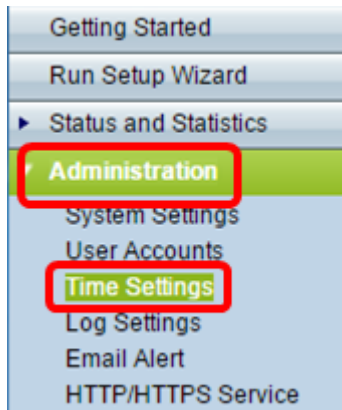 Getting Started
Run Setup Wizard
Status and Statistics
Administration
System Settings
User Accounts
Time Settings
Log Settings
Email Alert
HTTP/HTTPS Service